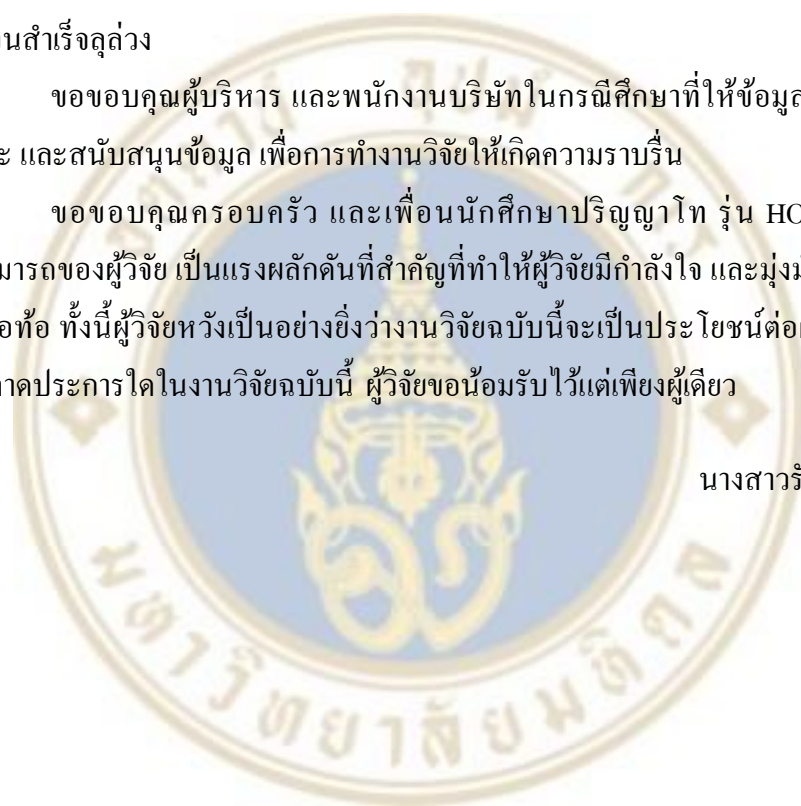 นสำเร็จลุล่วง
ขอขอบคุณผู้บริหาร และพนักงานบริษัทในกรณีศึกษาที่ให้ข้อมูล
ะ และสนับสนุนข้อมูล เพื่อการทำงานวิจัยให้เกิดความราบรื่น
ขอขอบคุณครอบครัว และเพื่อนนักศึกษาปริญญาโท รุ่น HO
มารถของผู้วิจัย เป็นแรงผลักดันที่สำคัญที่ทำให้ผู้วิจัยมีกำลังใจ และมุ่งม
อท้อ ทั้งนี้ผู้วิจัยหวังเป็นอย่างยิ่งว่างานวิจัยฉบับนี้จะเป็นประโยชน์ต่อ
าดประการใดในงานวิจัยฉบับนี้ ผู้วิจัยขอน้อมรับไว้แต่เพียงผู้เดียว
นางสาวรั
มหาวิทยาลัยมหิดล